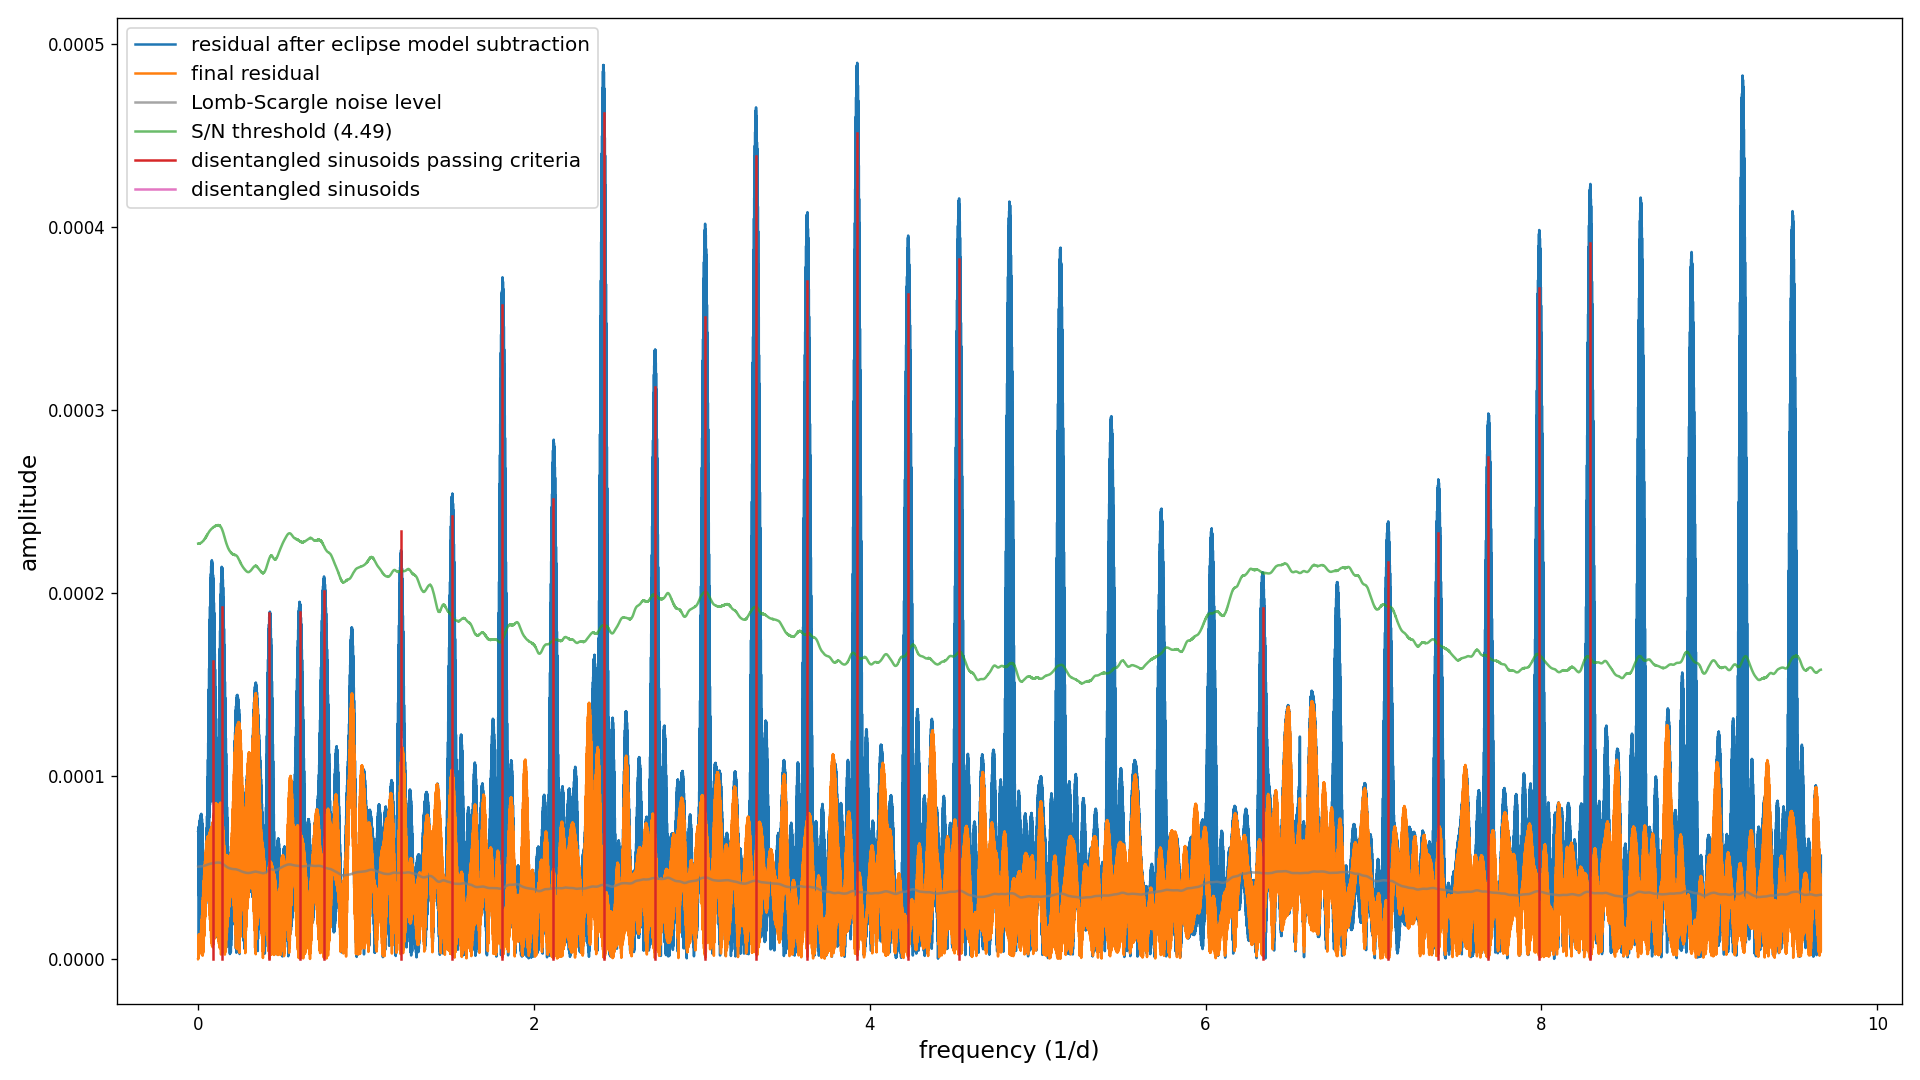 residual after eclipse model subtraction
final residual
Lomb-Scargle noise level
S/N threshold (4.49)
disentangled sinusoids passing criteria
disentangled sinusoids
amplitude
0.0005
0.0004
0.0003
0.0002
0.0001
0.0000
0 2 4 6 8 10
frequency (1/d)